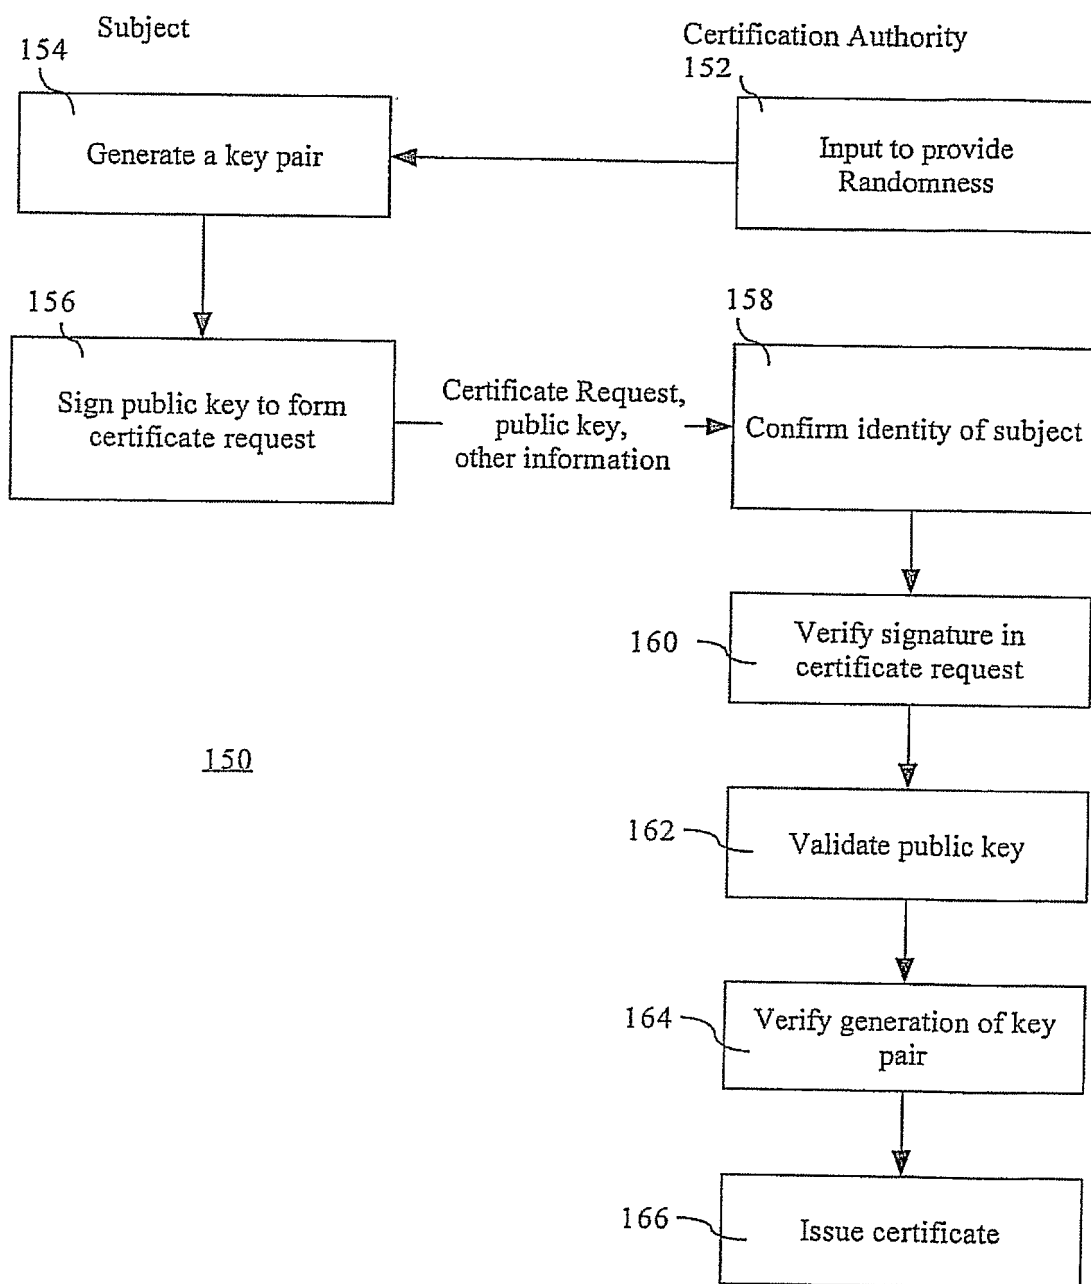 Subject
154
Certification Authority
152
Generate a key pair
Input to provide
Randomness
156
158
Sign public key to form
certificate request
Certificate Request,
public key,
other information
Confirm identity of subject
160
Verify signature in
certificate request
150
162
Validate public key
164
Verify generation of key
pair
166
Issue certificate